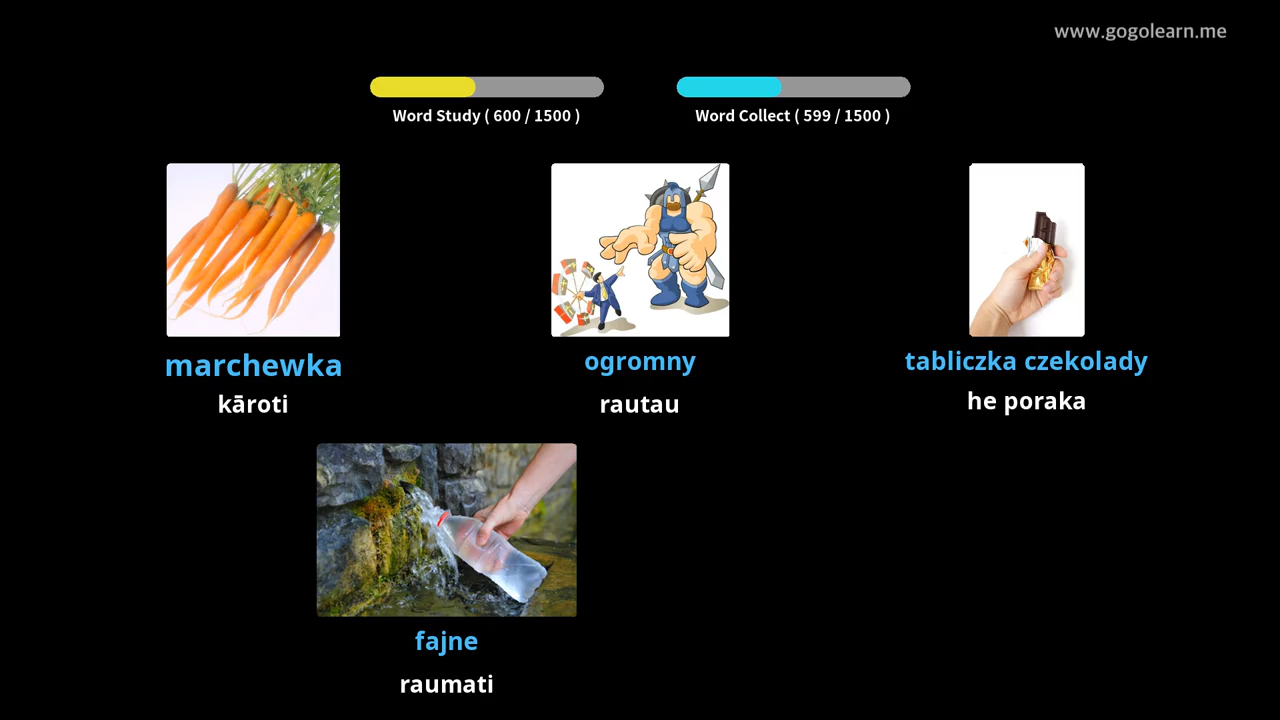 www.gogolearn.me
Word Study ( 600 / 1500 )
Word Collect ( 599 / 1500 )
marchewka
kāroti
ogromny
rautau
tabliczka czekolady
he poraka
fajne
raumati